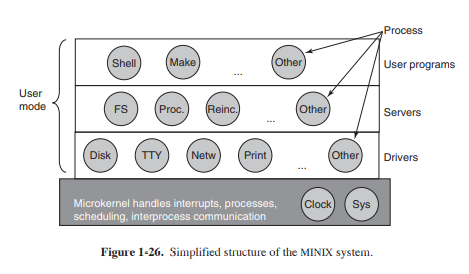 Process
Shell Make ... Other User programs
User
mode
FS Proc. Reinc. ... Other Servers
Disk TTY Netw Print ... Other Drivers
Microkernel handles interrupts, processes,
scheduling, interprocess communication
Clock Sys
Figure 1-26. Simplified structure of the MINIX system.